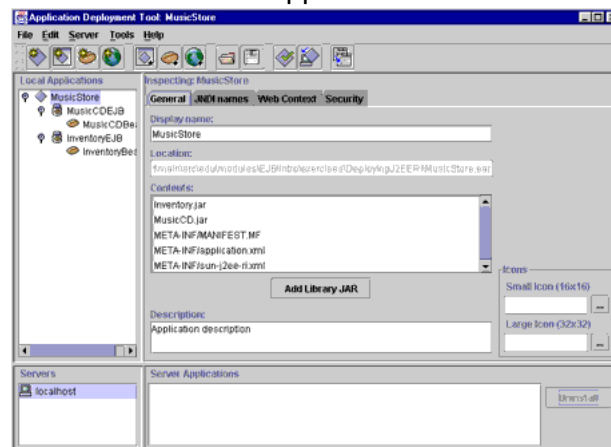 Application Deployment Tool: MusicStore
File Edit Server Tools Help
Local Applications
MusicStore
MusicCDEJB
MusicCDBea
InventoryEJB
InventoryBea
Inspecting: MusicStore
General JNDI names Web Context Security
Display name:
MusicStore
Location:
Contents:
Inventory.jar
MusicCD.jar
META-INF/MANIFEST.MF
META-INF/application.xml
META-INF/sun-j2ee-ri.xml
Add Library JAR
Description:
Application description
Icons
Small Icon (16x16)
...
Large Icon (32x32)
...
Servers
localhost
Server Applications
Uninstall